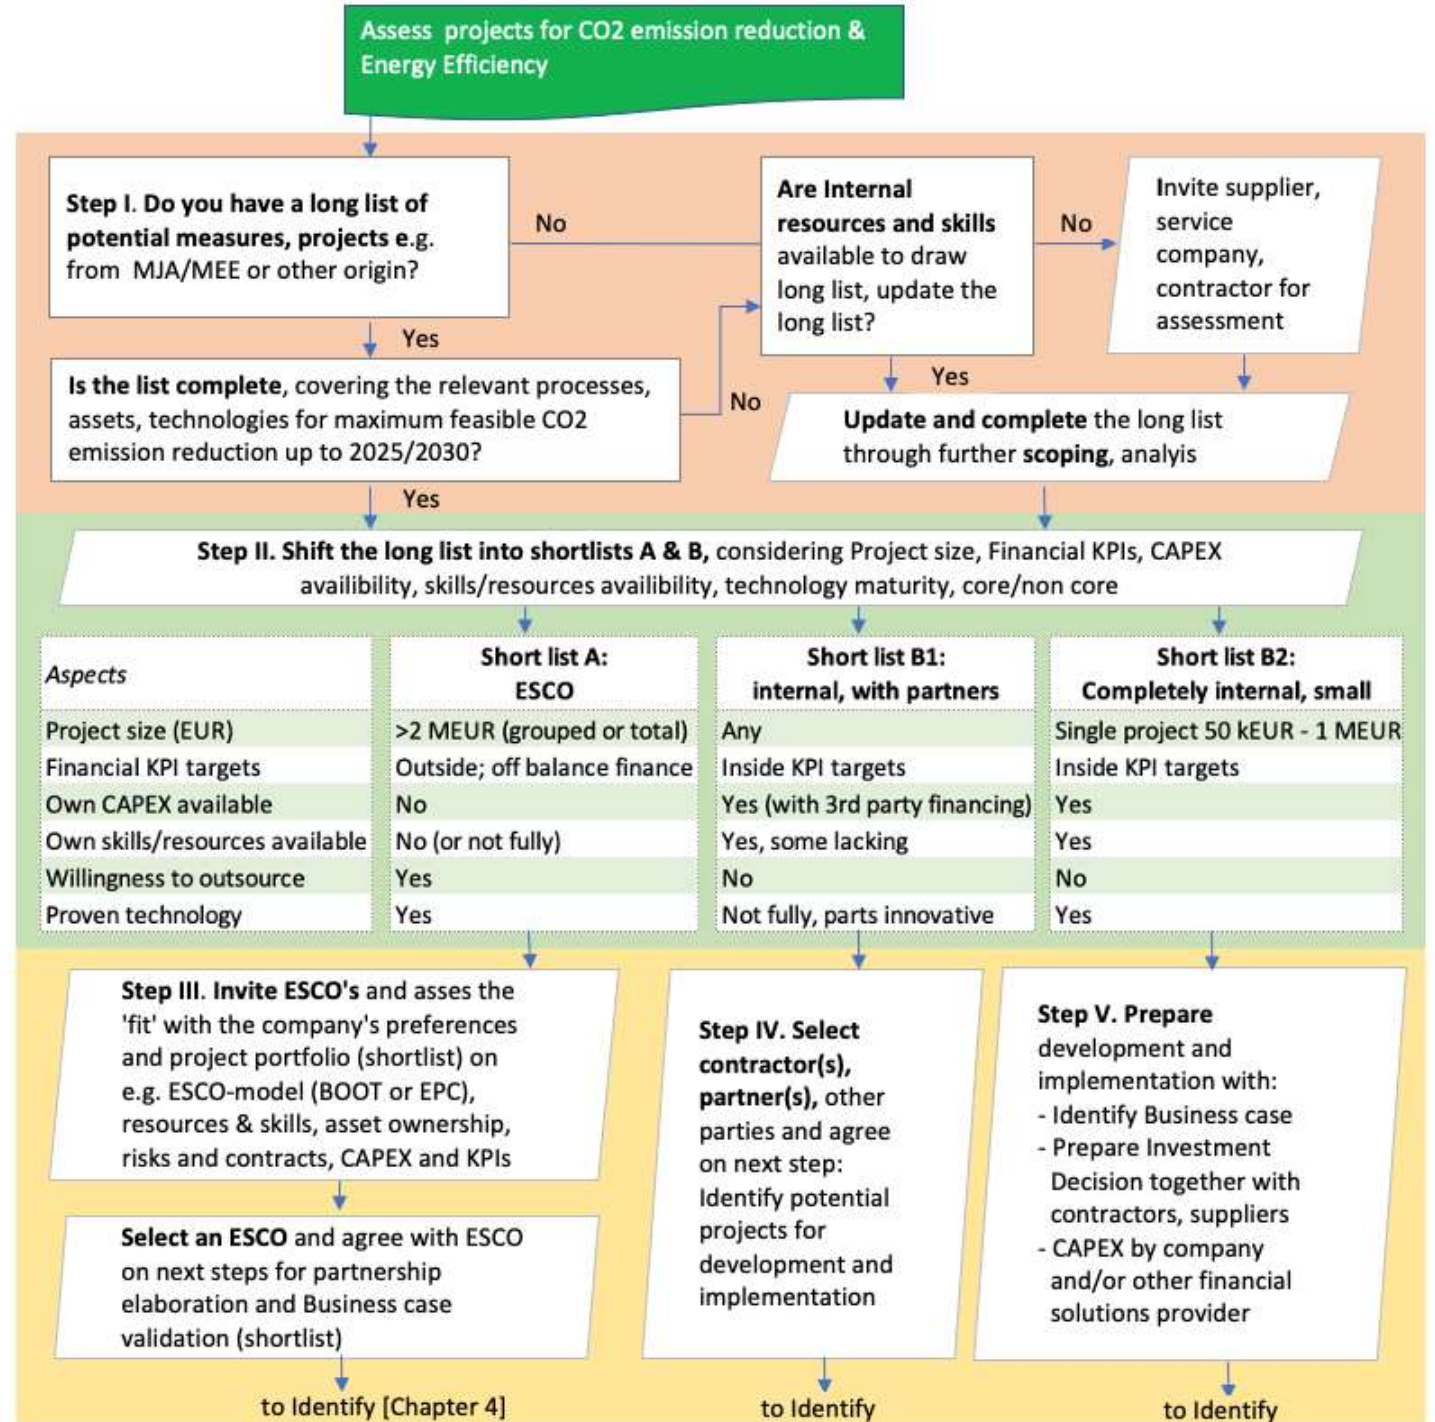 Assess projects for CO2 emission reduction &
Energy Efficiency
Step I. Do you have a long list of
potential measures, projects e.g.
from MJA/MEE or other origin?
No
Are Internal
resources and skills
available to draw
long list, update the
long list?
No
Invite supplier,
service
company,
contractor for
assessment
Yes
Is the list complete, covering the relevant processes,
assets, technologies for maximum feasible CO2
emission reduction up to 2025/2030?
No
Yes
Update and complete the long list
through further scoping, analyis
Yes
Step II. Shift the long list into shortlists A & B, considering Project size, Financial KPIs, CAPEX
availibility, skills/resources availibility, technology maturity, core/non core
Aspects
Short list A:
ESCO
Short list B1:
internal, with partners
Short list B2:
Completely internal, small
Project size (EUR) >2 MEUR (grouped or total) Any Single project 50 kEUR - 1 MEUR
Financial KPI targets Outside; off balance finance Inside KPI targets Inside KPI targets
Own CAPEX available No Yes (with 3rd party financing) Yes
Own skills/resources available No (or not fully) Yes, some lacking Yes
Willingness to outsource Yes No No
Proven technology Yes Not fully, parts innovative Yes
Step III. Invite ESCO's and asses the
'fit' with the company's preferences
and project portfolio (shortlist) on
e.g. ESCO-model (BOOT or EPC),
resources & skills, asset ownership,
risks and contracts, CAPEX and KPIs
Select an ESCO and agree with ESCO
on next steps for partnership
elaboration and Business case
validation (shortlist)
to Identify [Chapter 4]
Step IV. Select
contractor(s),
partner(s), other
parties and agree
on next step:
Identify potential
projects for
development and
implementation
to Identify
Step V. Prepare
development and
implementation with:
- Identify Business case
- Prepare Investment
Decision together with
contractors, suppliers
- CAPEX by company
and/or other financial
solutions provider
to Identify